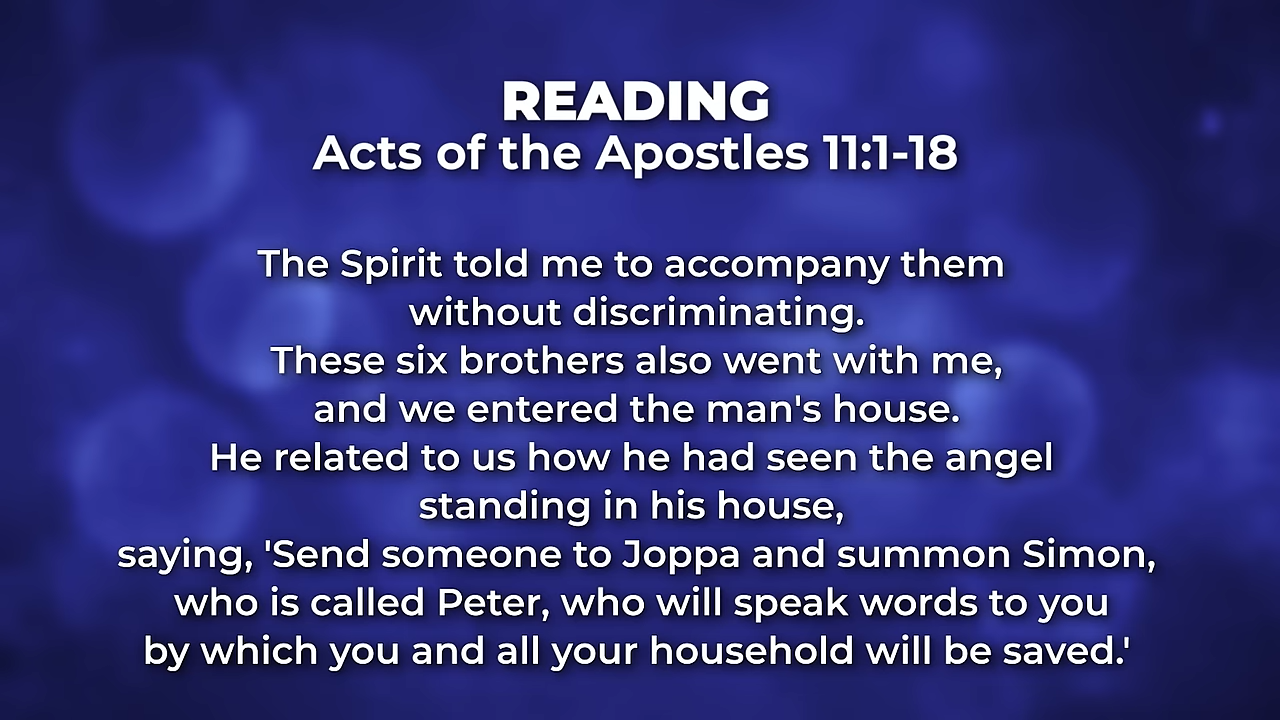 READING
Acts of the Apostles 11:1-18
The Spirit told me to accompany them
without discriminating.
These six brothers also went with me,
and we entered the man's house.
He related to us how he had seen the angel
standing in his house,
saying, 'Send someone to Joppa and summon Simon,
who is called Peter, who will speak words to you
by which you and all your household will be saved.'